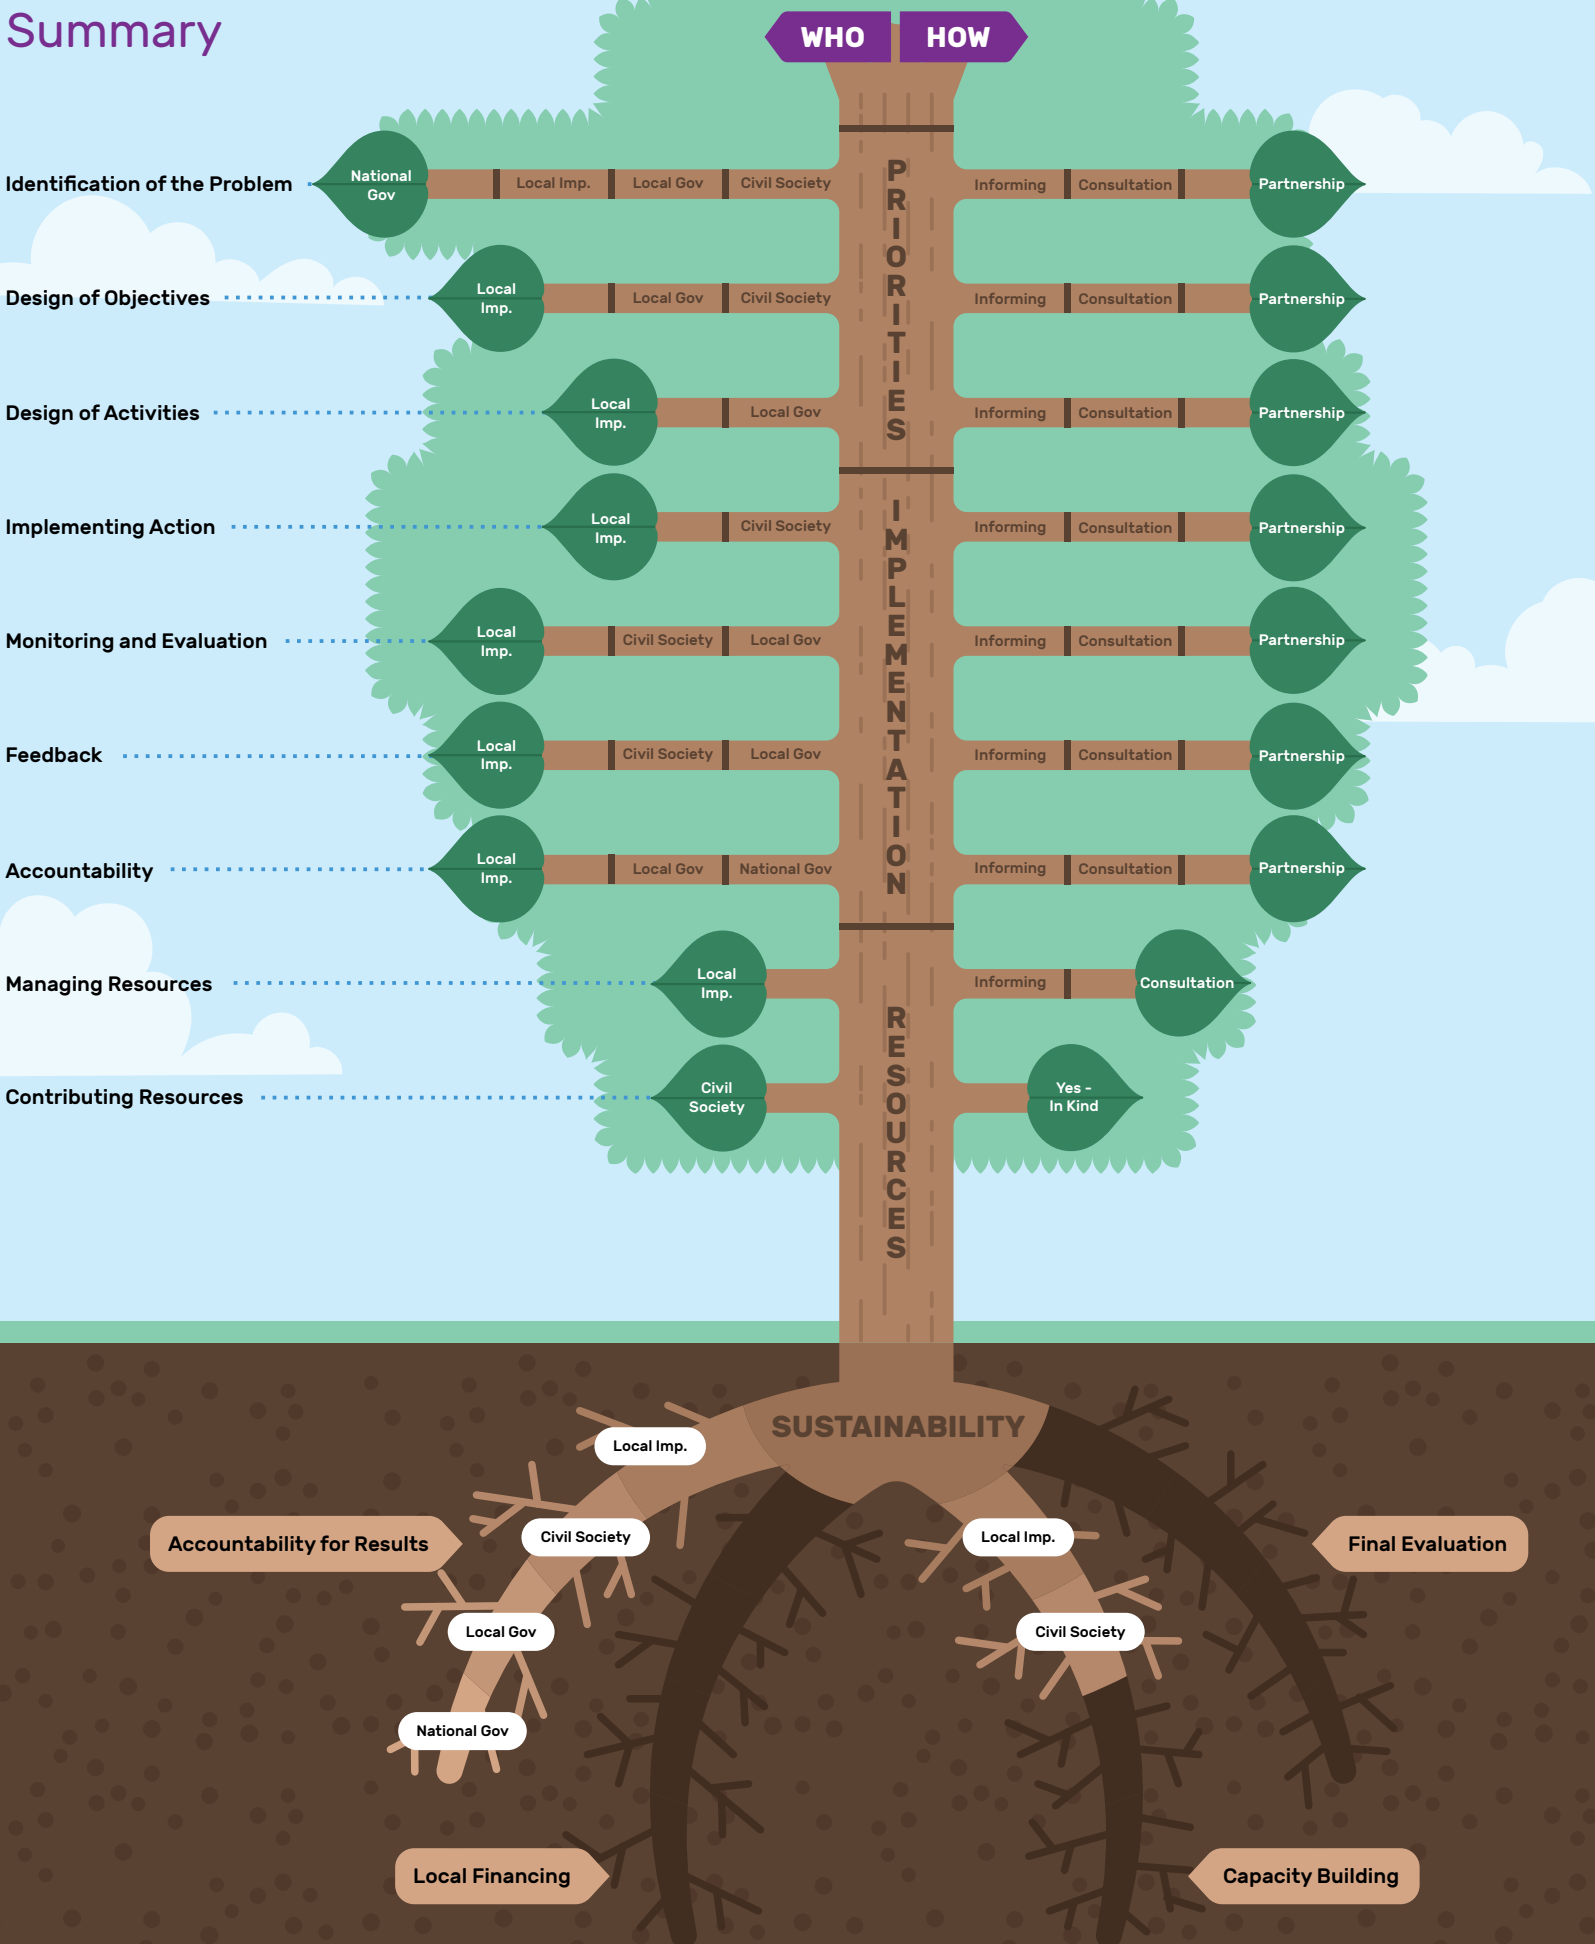 Summary
WHO
HOW
PRIORITIES
Identification of the Problem
National
Gov
Local Imp.
Local Gov
Civil Society
Informing
Consultation
Partnership
Design of Objectives
Local
Imp.
Local Gov
Civil Society
Informing
Consultation
Partnership
Design of Activities
Local
Imp.
Local Gov
Informing
Consultation
Partnership
IMPLEMENTATION
Implementing Action
Local
Imp.
Civil Society
Informing
Consultation
Partnership
Monitoring and Evaluation
Local
Imp.
Civil Society
Local Gov
Informing
Consultation
Partnership
Feedback
Local
Imp.
Civil Society
Local Gov
Informing
Consultation
Partnership
Accountability
Local
Imp.
Local Gov
National Gov
Informing
Consultation
Partnership
RESOURCES
Managing Resources
Local
Imp.
Informing
Consultation
Contributing Resources
Civil
Society
Yes -
In Kind
SUSTAINABILITY
Accountability for Results
Local Imp.
Civil Society
Local Gov
National Gov
Local Financing
Local Imp.
Civil Society
Capacity Building
Final Evaluation